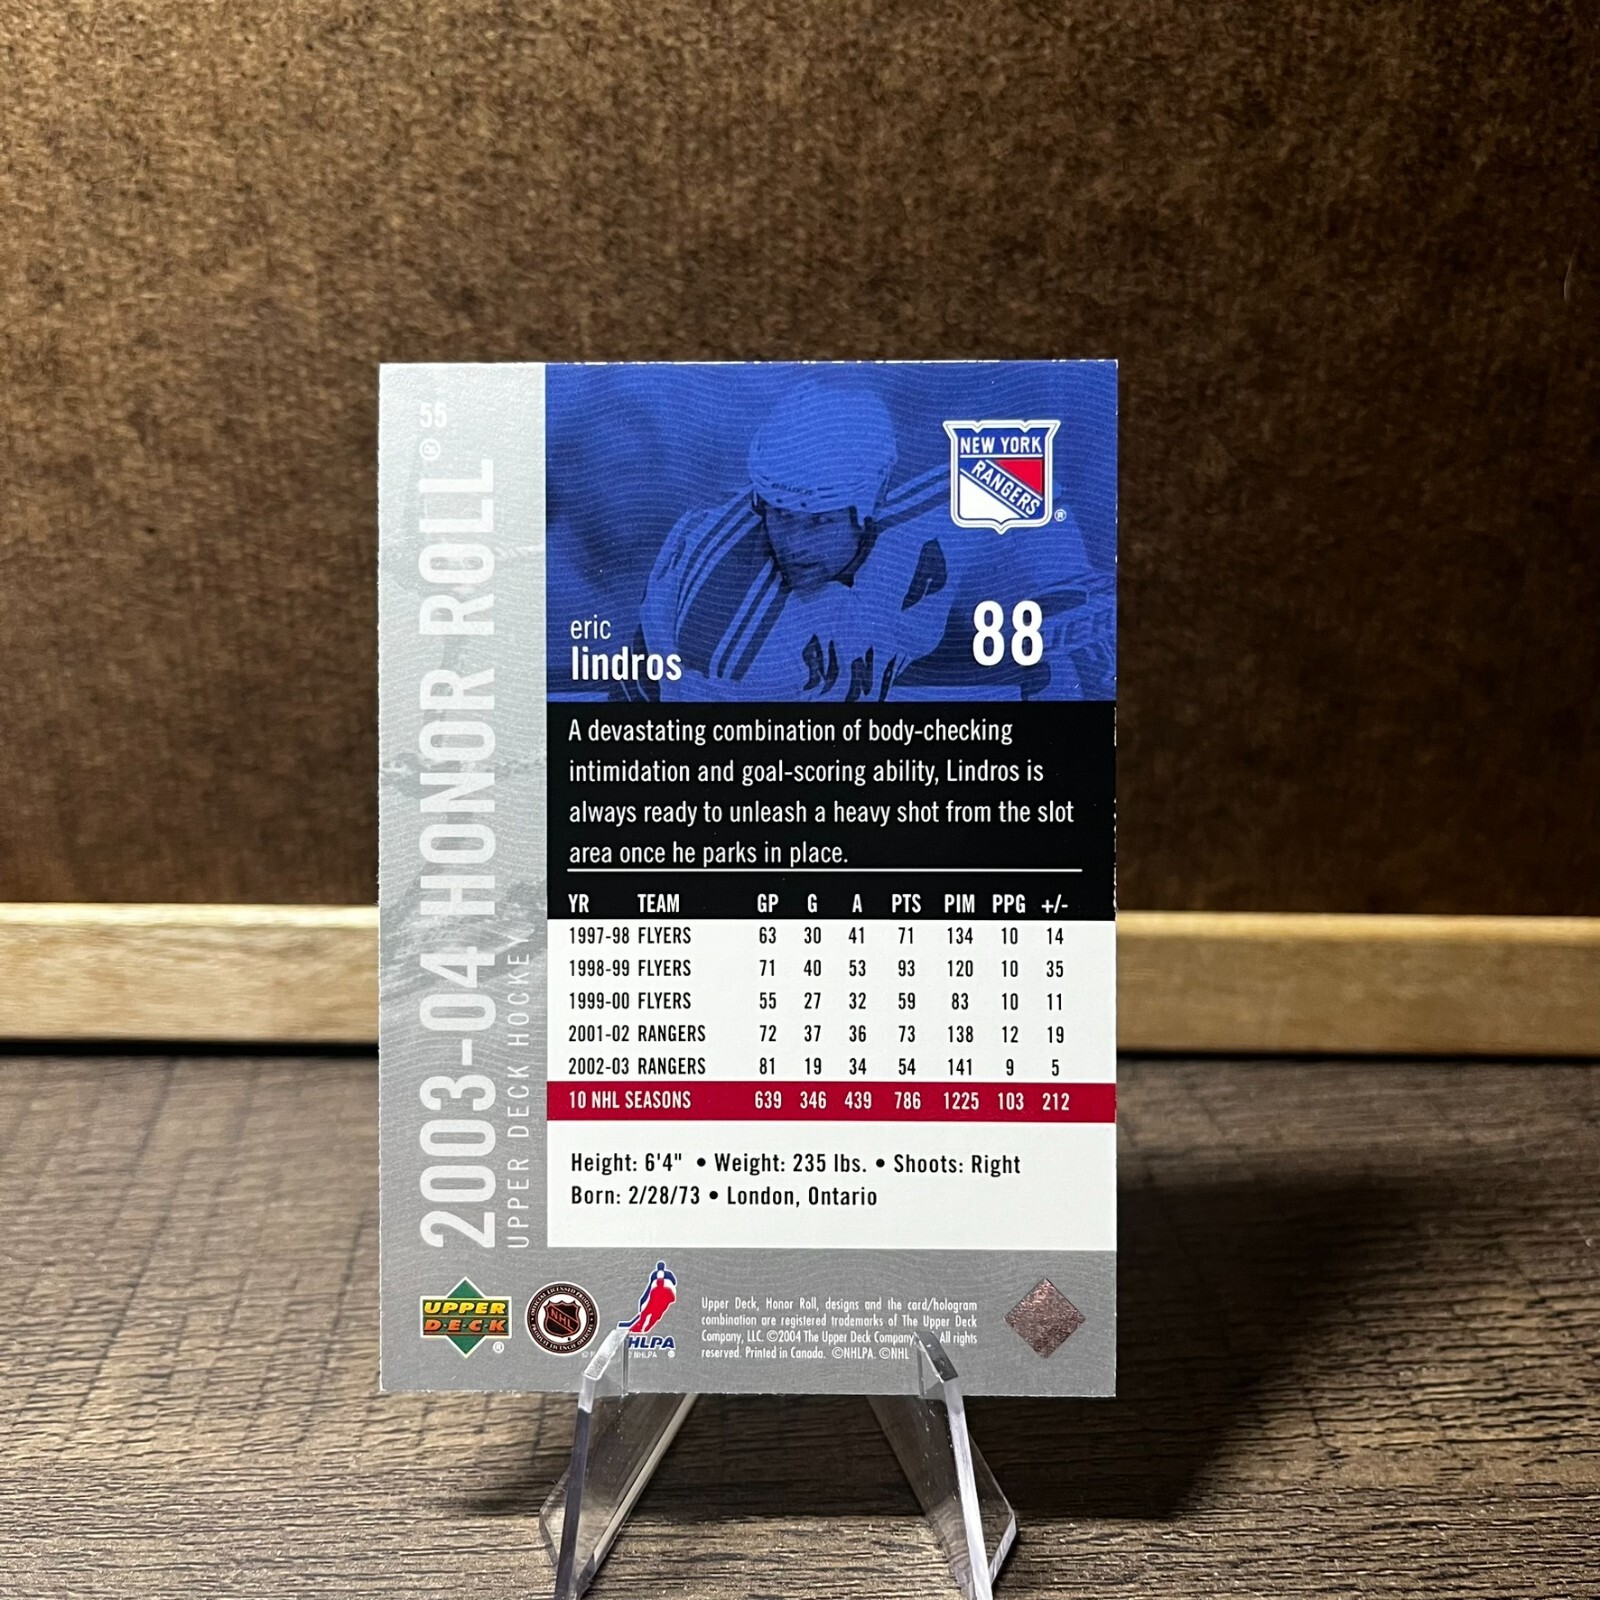 55
2003-04 HONOR ROLL®
UPPER DECK HOCKEY
NEW YORK
RANGERS
®
eric
lindros
88
A devastating combination of body-checking
intimidation and goal-scoring ability, Lindros is
always ready to unleash a heavy shot from the slot
area once he parks in place.
YR TEAM GP G A PTS PIM PPG +/-
1997-98 FLYERS 63 30 41 71 134 10 14
1998-99 FLYERS 71 40 53 93 120 10 35
1999-00 FLYERS 55 27 32 59 83 10 11
2001-02 RANGERS 72 37 36 73 138 12 19
2002-03 RANGERS 81 19 34 54 141 9 5
10 NHL SEASONS 639 346 439 786 1225 103 212
Height: 6'4" • Weight: 235 lbs. • Shoots: Right
Born: 2/28/73 • London, Ontario
UPPER
DECK
®
NHL
NHLPA
Upper Deck, Honor Roll, designs and the card/hologram
combination are registered trademarks of The Upper Deck
Company, LLC. ©2004 The Upper Deck Company All rights
reserved. Printed in Canada. ©NHLPA. ©NHL